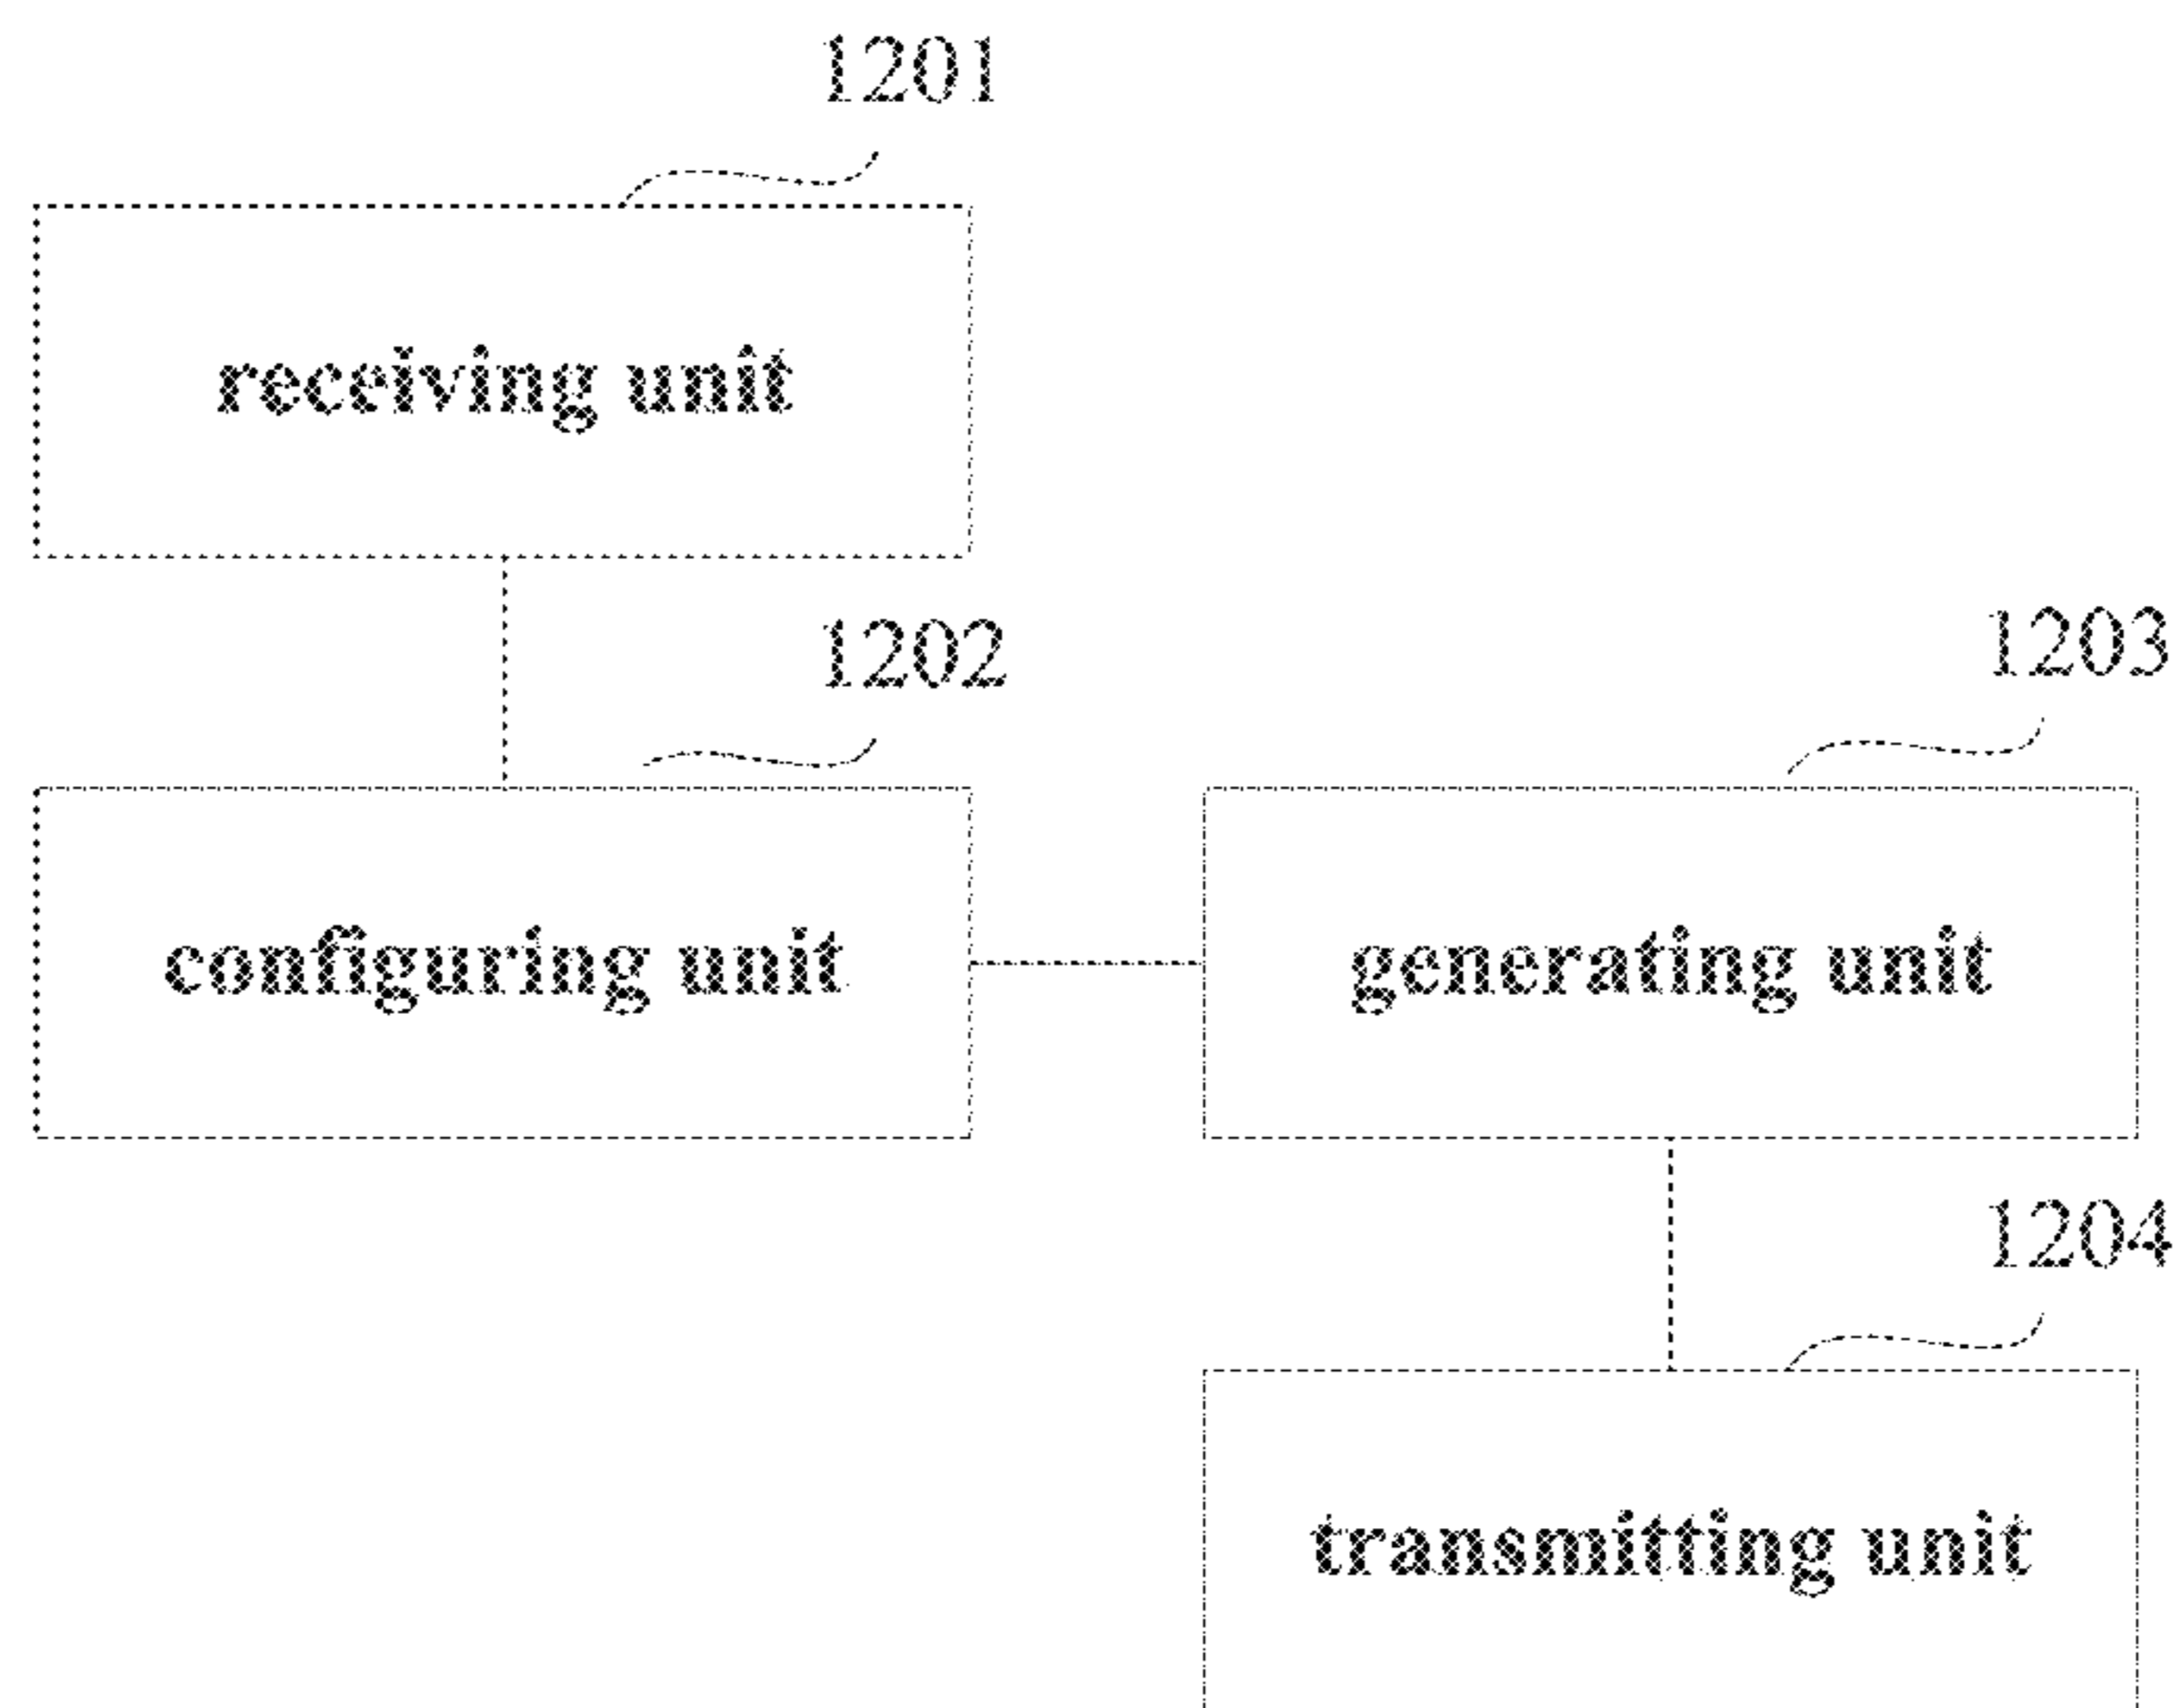 1201
receiving unit
1202
1203
configuring unit
generating unit
1204
transmitting unit